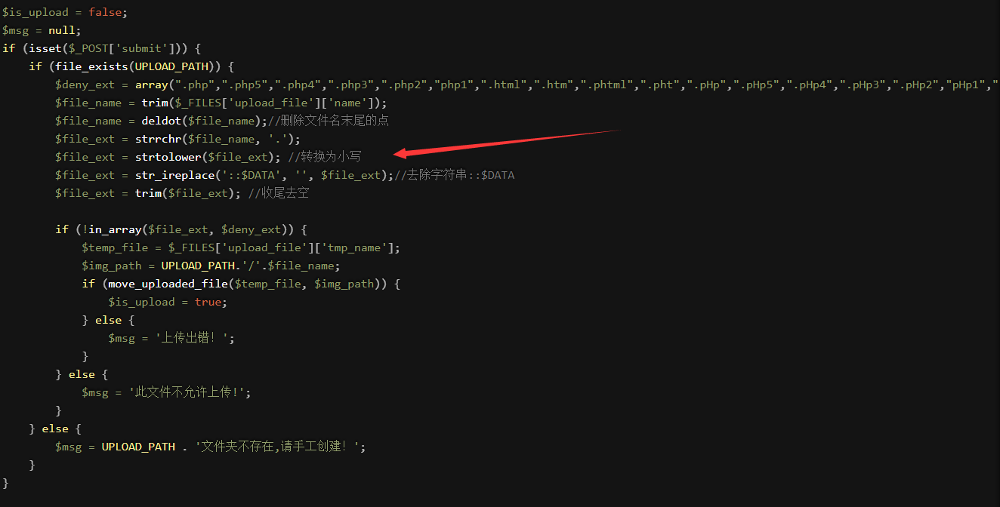 $is_upload = false;
$msg = null;
if (isset($_POST['submit'])) {
    if (file_exists(UPLOAD_PATH)) {
        $deny_ext = array(".php",".php5",".php4",".php3",".php2","php1",".html",".htm",".phtml",".pht",".pHp",".pHp5",".pHp4",".pHp3",".pHp2","pHp1","
        $file_name = trim($_FILES['upload_file']['name']);
        $file_name = deldot($file_name);//删除文件名末尾的点
        $file_ext = strrchr($file_name, '.');
        $file_ext = strtolower($file_ext); //转换为小写
        $file_ext = str_ireplace('::$DATA', '', $file_ext);//去除字符串::$DATA
        $file_ext = trim($file_ext); //收尾去空
        if (!in_array($file_ext, $deny_ext)) {
            $temp_file = $_FILES['upload_file']['tmp_name'];
            $img_path = UPLOAD_PATH.'/'.$file_name;
            if (move_uploaded_file($temp_file, $img_path)) {
                $is_upload = true;
            } else {
                $msg = '上传出错！';
            }
        } else {
            $msg = '此文件不允许上传!';
        }
    } else {
        $msg = UPLOAD_PATH . '文件夹不存在,请手工创建！';
    }
}